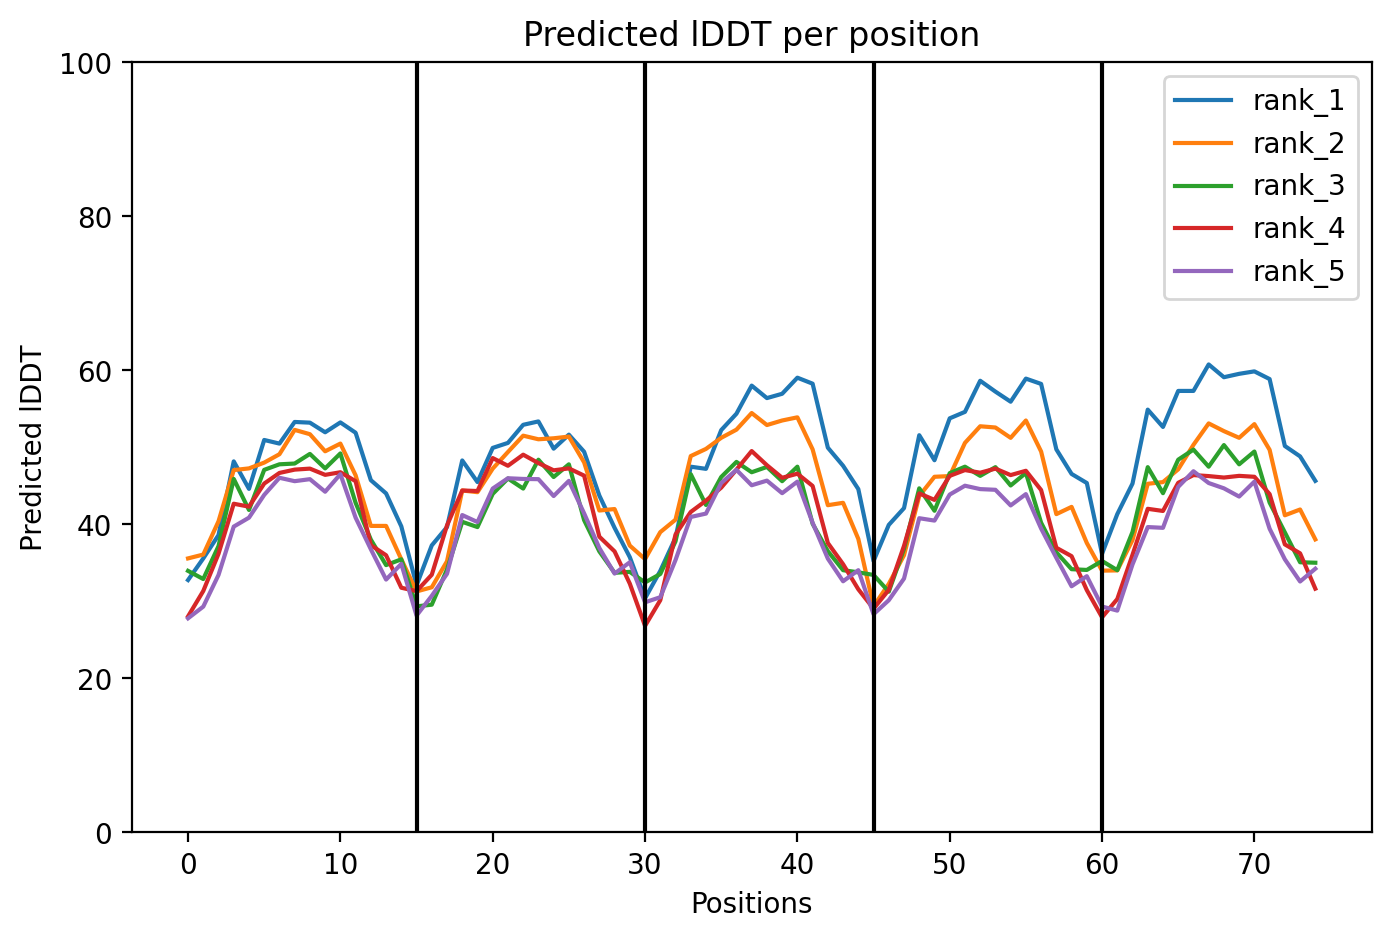 Predicted lDDT per position
100
80
60
40
20
0
Predicted lDDT
0 10 20 30 40 50 60 70
Positions
rank_1
rank_2
rank_3
rank_4
rank_5